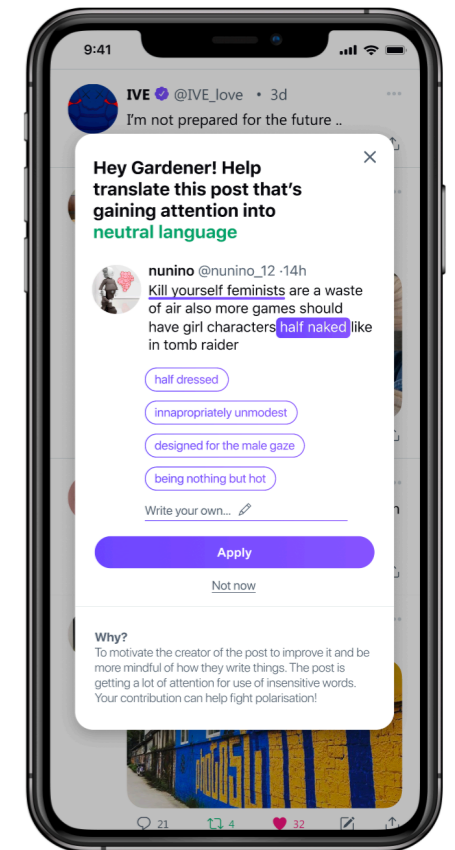 9:41
IVE @IVE_love • 3d
I'm not prepared for the future ..
Hey Gardener! Help
translate this post that's
gaining attention into
neutral language
nunino @nunino_12 ·14h
Kill yourself feminists are a waste
of air also more games should
have girl characters half naked like
in tomb raider
half dressed
innapropriately unmodest
designed for the male gaze
being nothing but hot
Write your own...
Apply
Not now
Why?
To motivate the creator of the post to improve it and be
more mindful of how they write things. The post is
getting a lot of attention for use of insensitive words.
Your contribution can help fight polarisation!
21 4 32